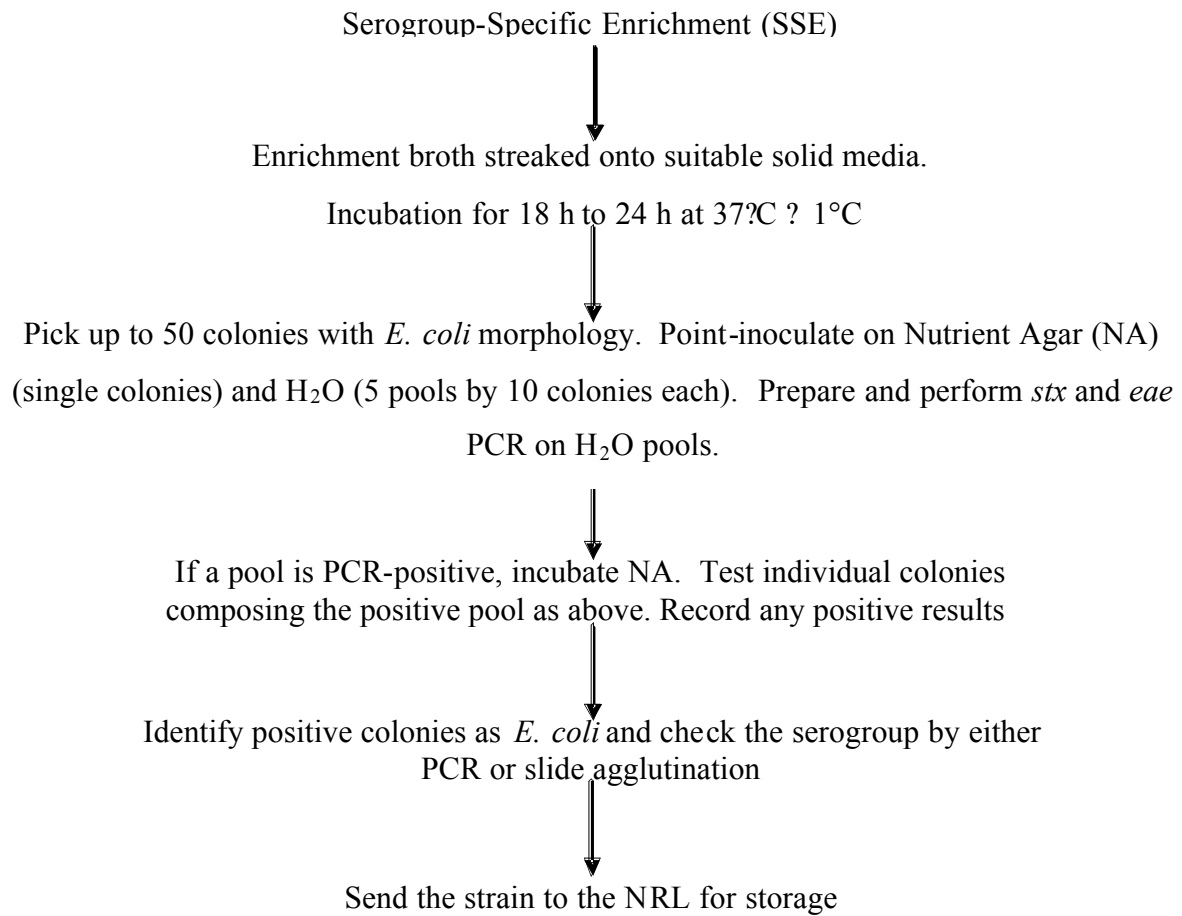 Serogroup-Specific Enrichment (SSE)
Enrichment broth streaked onto suitable solid media.
Incubation for 18 h to 24 h at 37?C ? 1°C
Pick up to 50 colonies with E. coli morphology. Point-inoculate on Nutrient Agar (NA)
(single colonies) and H₂O (5 pools by 10 colonies each). Prepare and perform stx and eae
PCR on H₂O pools.
If a pool is PCR-positive, incubate NA. Test individual colonies
composing the positive pool as above. Record any positive results
Identify positive colonies as E. coli and check the serogroup by either
PCR or slide agglutination
Send the strain to the NRL for storage